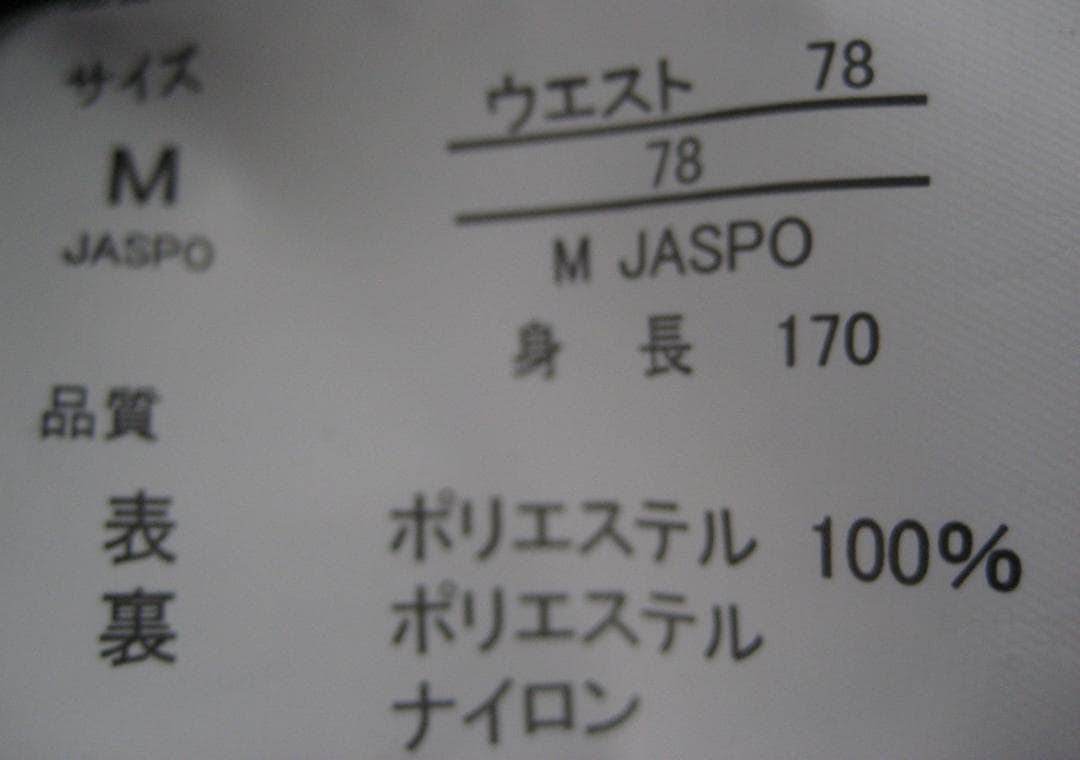 サイズ
M
JASPO
ウエスト 78
78
M JASPO
身 長 170
品質
表 ポリエステル 100%
裏 ポリエステル
ナイロン